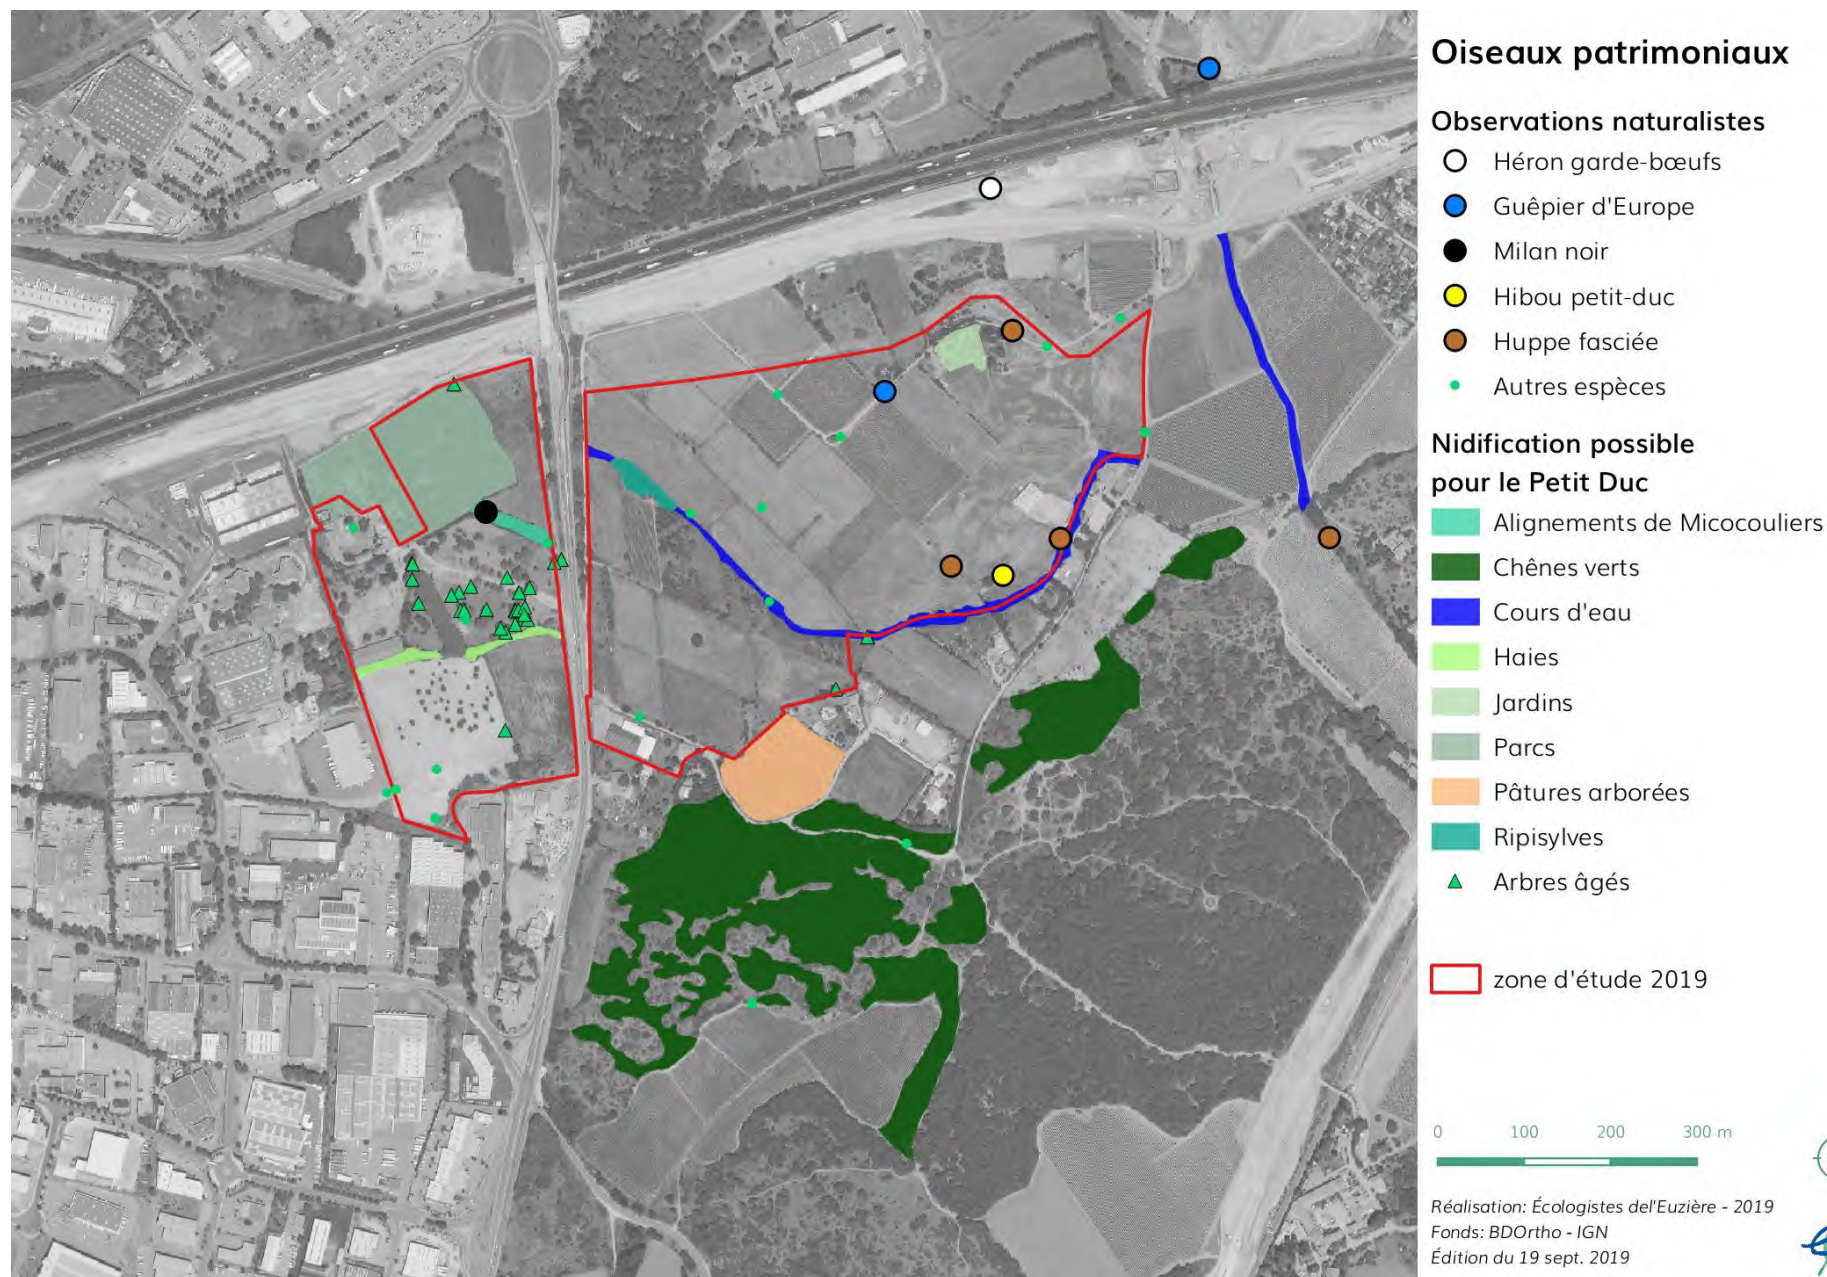 Oiseaux patrimoniaux
Observations naturalistes
Héron garde-bœufs
Guêpier d'Europe
Milan noir
Hibou petit-duc
Huppe fasciée
Autres espèces
Nidification possible
pour le Petit Duc
Alignements de Micocouliers
Chênes verts
Cours d'eau
Haies
Jardins
Parcs
Pâtures arborées
Ripisylves
Arbres âgés
zone d'étude 2019
0 100 200 300 m
Réalisation: Écologistes del'Euzière - 2019
Fonds: BDOrtho - IGN
Édition du 19 sept. 2019